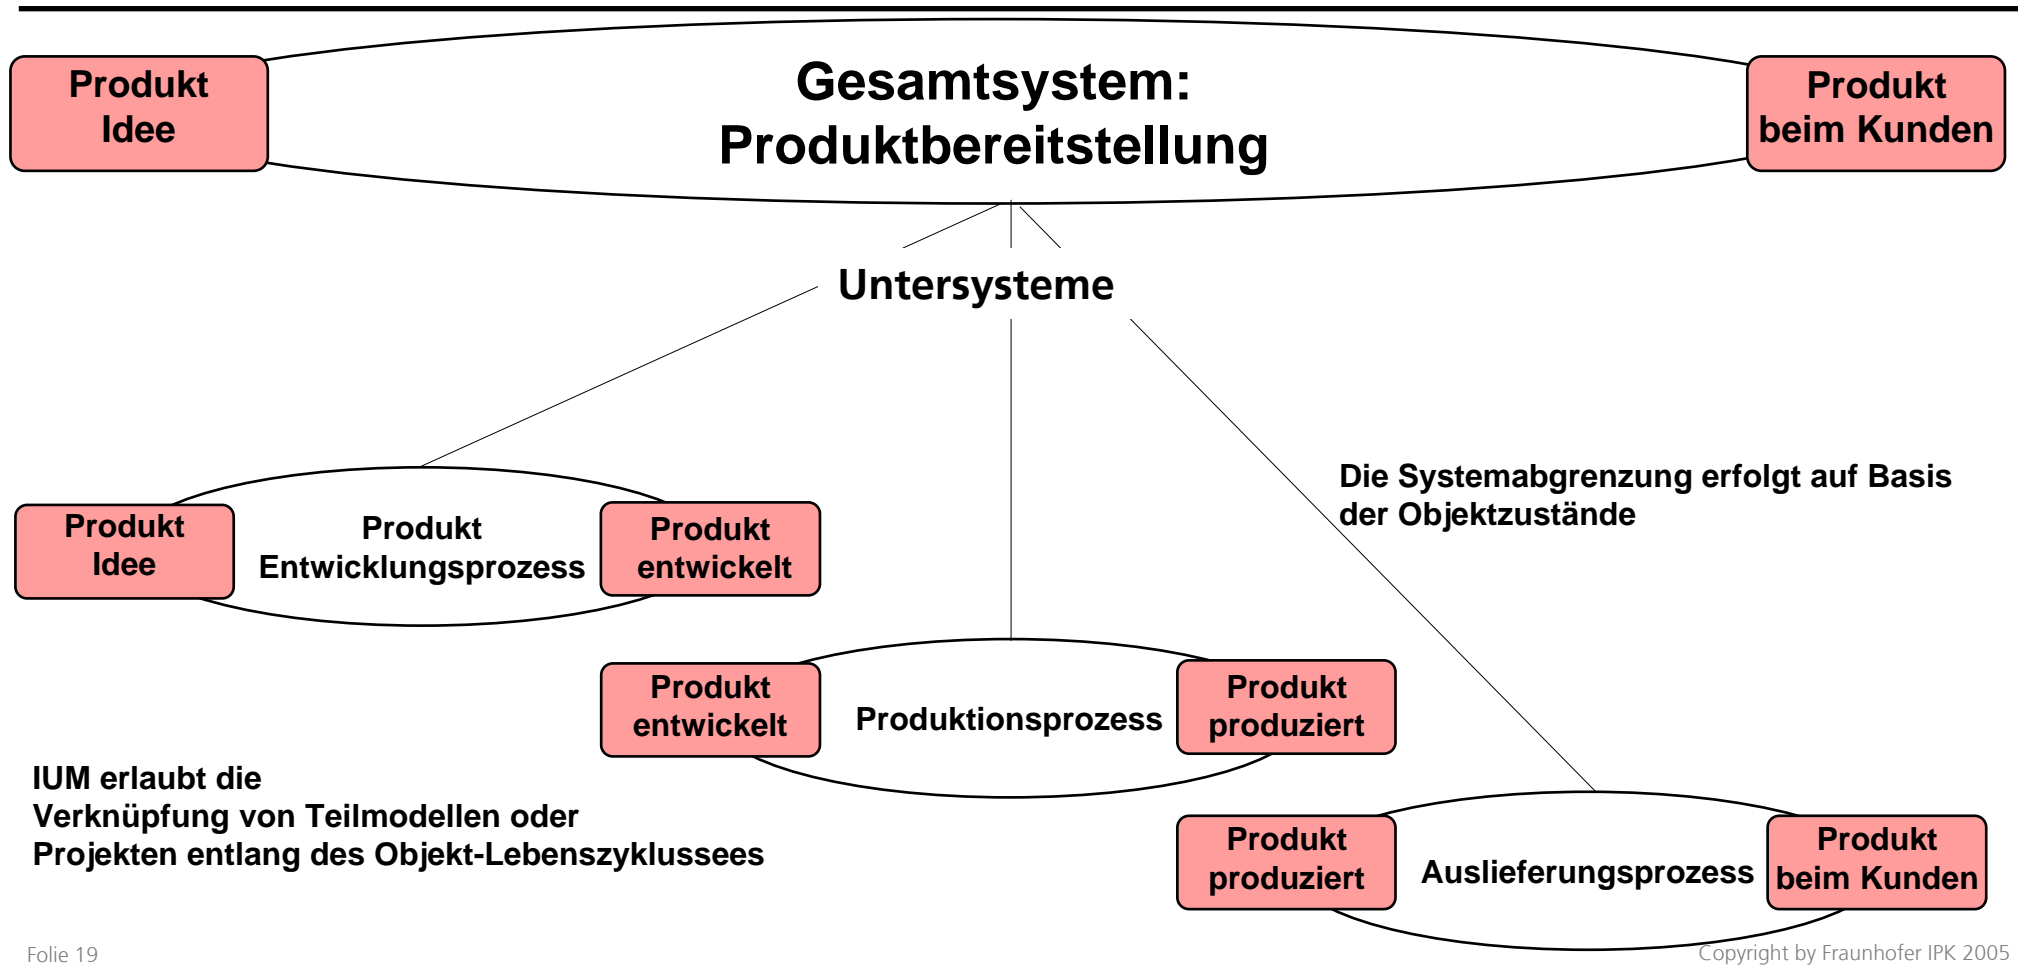 Produkt
Idee
Gesamtsystem:
Produktbereitstellung
Produkt
beim Kunden
Untersysteme
Die Systemabgrenzung erfolgt auf Basis
der Objektzustände
Produkt
Idee
Produkt
Entwicklungsprozess
Produkt
entwickelt
Produkt
entwickelt
Produktionsprozess
Produkt
produziert
IUM erlaubt die
Verknüpfung von Teilmodellen oder
Projekten entlang des Objekt-Lebenszyklussees
Produkt
produziert
Auslieferungsprozess
Produkt
beim Kunden
Folie 19
Copyright by Fraunhofer IPK 2005